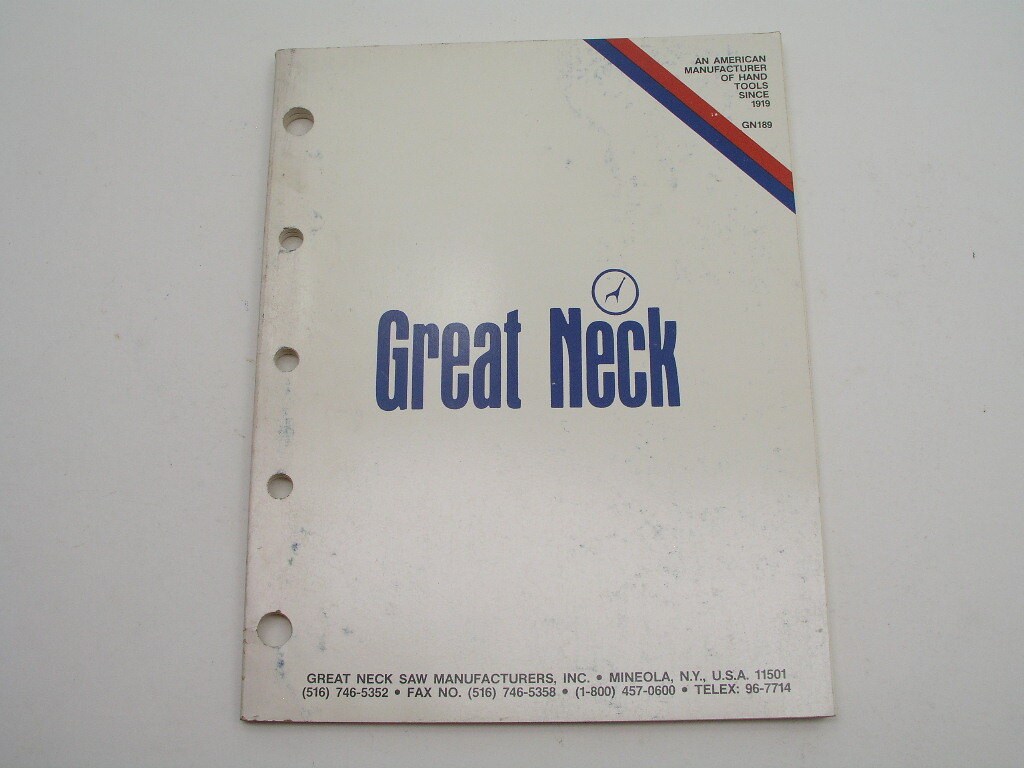 AN AMERICAN
MANUFACTURER
OF HAND
TOOLS
SINCE
1919
GN189
Great Neck
GREAT NECK SAW MANUFACTURERS, INC. • MINEOLA, N.Y., U.S.A. 11501
(516) 746-5352 • FAX NO. (516) 746-5358 • (1-800) 457-0600 • TELEX: 96-7714